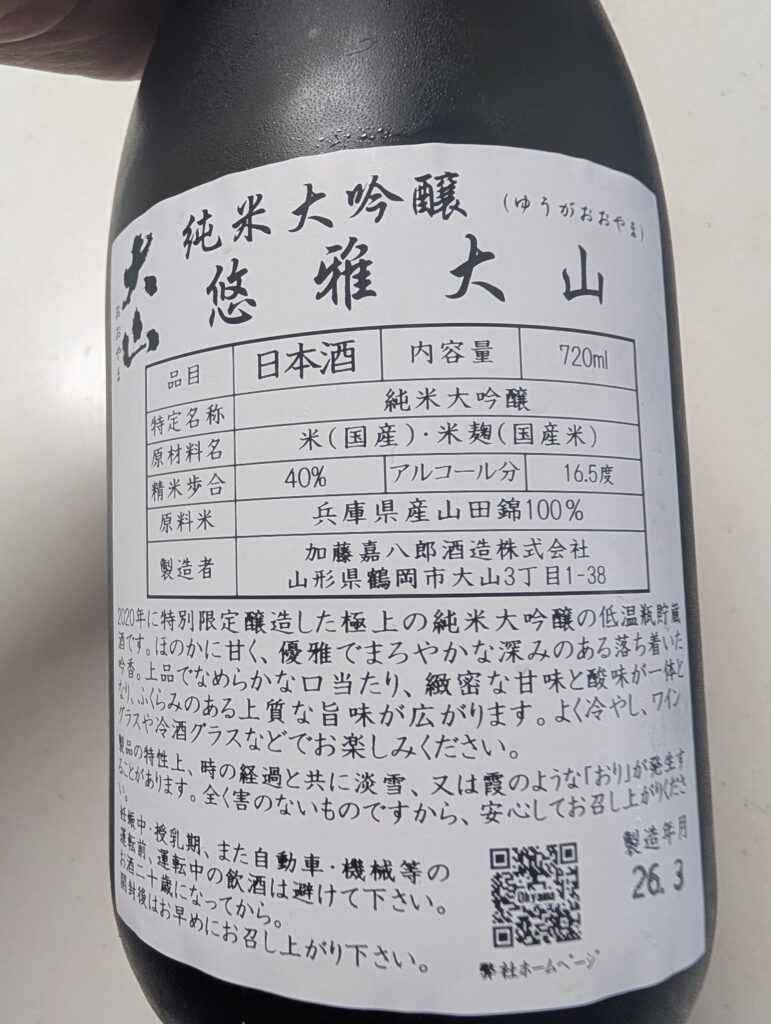 大山
おおやま
純米大吟醸
(ゆうがおおやま)
悠雅大山
品目 日本酒 内容量 720ml
特定名称 純米大吟醸
原材料名 米(国産)・米麹(国産米)
精米歩合 40% アルコール分 16.5度
原料米 兵庫県産山田錦100%
製造者 加藤嘉八郎酒造株式会社
山形県鶴岡市大山3丁目1-38
2020年に特別限定醸造した極上の純米大吟醸の低温瓶貯蔵
酒です。ほのかに甘く、優雅でまろやかな深みのある落ち着いた
吟香。上品でなめらかな口当たり、緻密な甘味と酸味が一体と
なり、ふくらみのある上質な旨味が広がります。よく冷やし、ワイン
グラスや冷酒グラスなどでお楽しみください。
製品の特性上、時の経過と共に淡雪、又は霞のような「おり」が発生す
ることがあります。全く害のないものですから、安心してお召し上がりくださ
い。
妊娠中・授乳期、また自動車・機械等の
運転前、運転中の飲酒は避けて下さい。
お酒二十歳になってから。
開封後はお早めにお召し上がり下さい。
Ohyama
弊社ホームページ
製造年月
26.3